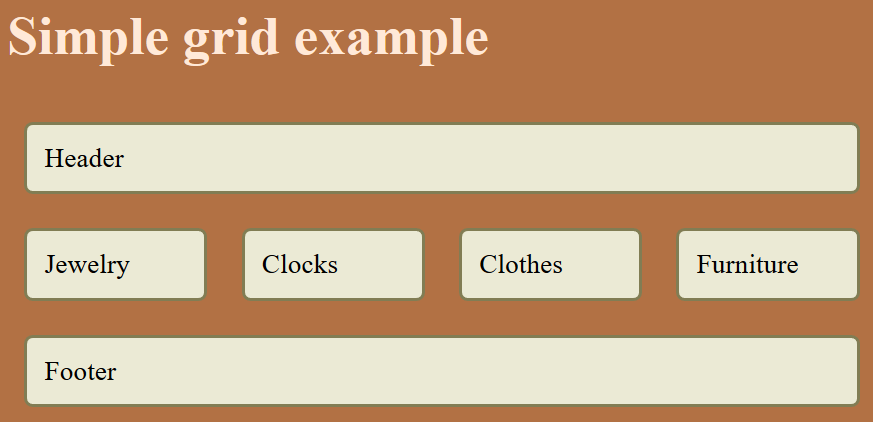 Simple grid example
Header
Jewelry
Clocks
Clothes
Furniture
Footer